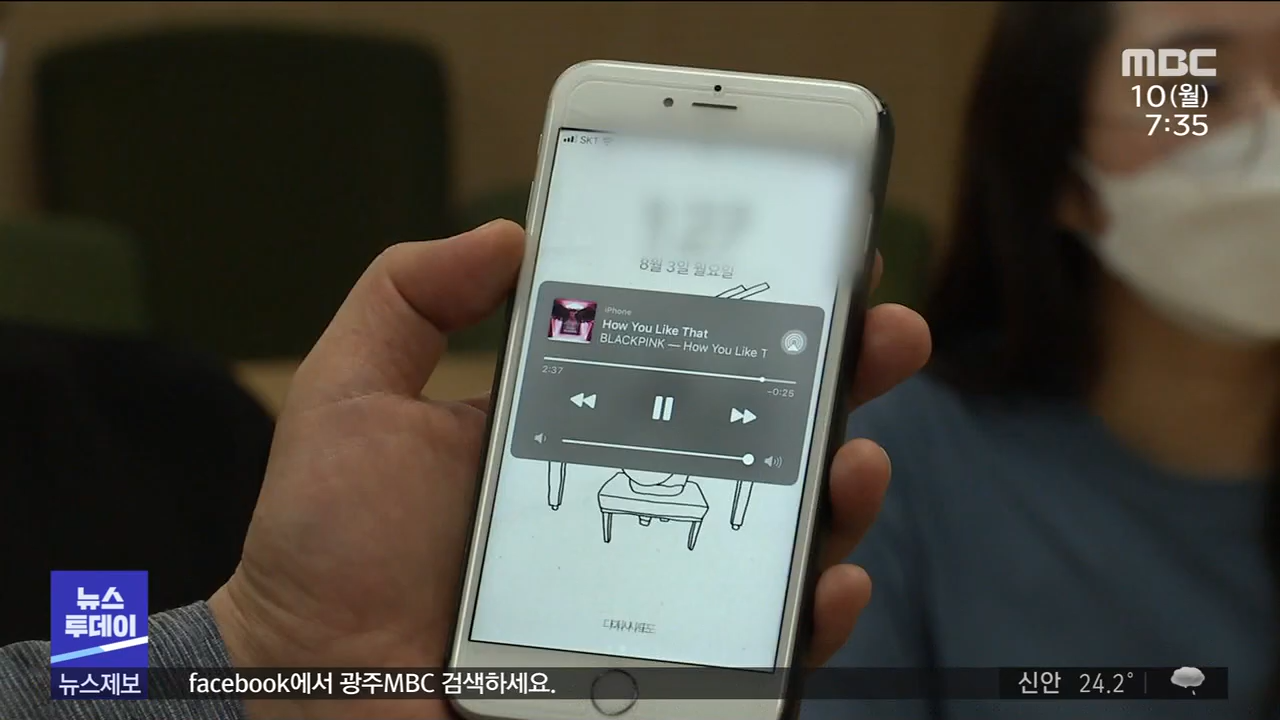 MBC
10(월)
7:35
SKT
8월 3일 월요일
iPhone
How You Like That
BLACKPINK — How You Like T
2:37
-0:25
뉴스
투데이
뉴스제보
facebook에서 광주MBC 검색하세요.
신안 24.2°